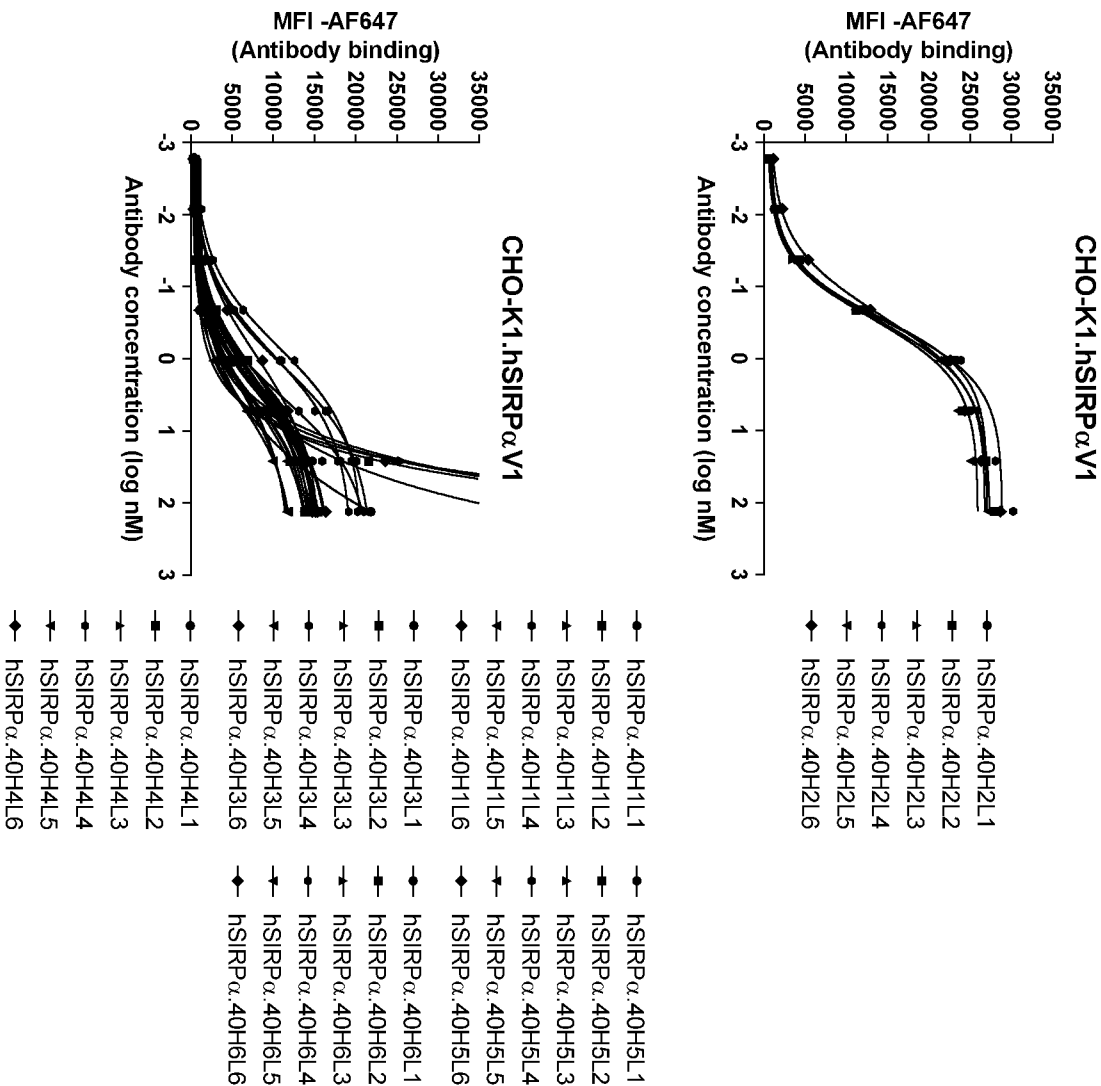 CHO-K1.hSIRPαV1
MFI -AF647
(Antibody binding)
35000
30000
25000
20000
15000
10000
5000
0
-3 -2 -1 0 1 2 3
Antibody concentration (log nM)
hSIRPα.40H2L1
hSIRPα.40H2L2
hSIRPα.40H2L3
hSIRPα.40H2L4
hSIRPα.40H2L5
hSIRPα.40H2L6
CHO-K1.hSIRPαV1
MFI -AF647
(Antibody binding)
35000
30000
25000
20000
15000
10000
5000
0
-3 -2 -1 0 1 2 3
Antibody concentration (log nM)
hSIRPα.40H1L1
hSIRPα.40H1L2
hSIRPα.40H1L3
hSIRPα.40H1L4
hSIRPα.40H1L5
hSIRPα.40H1L6
hSIRPα.40H3L1
hSIRPα.40H3L2
hSIRPα.40H3L3
hSIRPα.40H3L4
hSIRPα.40H3L5
hSIRPα.40H3L6
hSIRPα.40H4L1
hSIRPα.40H4L2
hSIRPα.40H4L3
hSIRPα.40H4L4
hSIRPα.40H4L5
hSIRPα.40H4L6
hSIRPα.40H5L1
hSIRPα.40H5L2
hSIRPα.40H5L3
hSIRPα.40H5L4
hSIRPα.40H5L5
hSIRPα.40H5L6
hSIRPα.40H6L1
hSIRPα.40H6L2
hSIRPα.40H6L3
hSIRPα.40H6L4
hSIRPα.40H6L5
hSIRPα.40H6L6